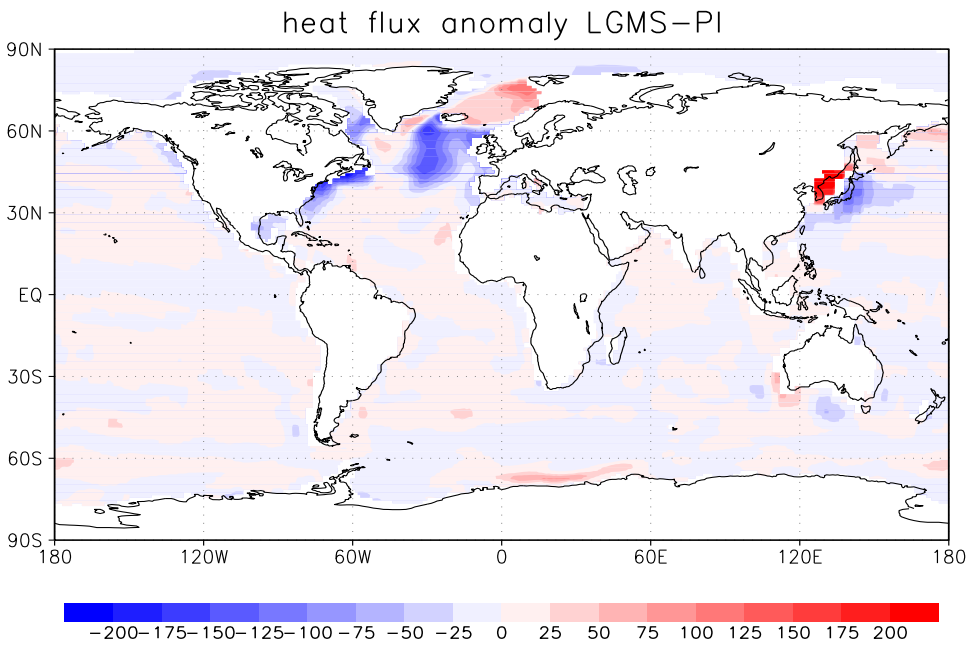 heat flux anomaly LGMS-PI
90N
60N
30N
EQ
30S
60S
90S
180 120W 60W 0 60E 120E 180
-200-175-150-125-100 -75 -50 -25 0 25 50 75 100 125 150 175 200